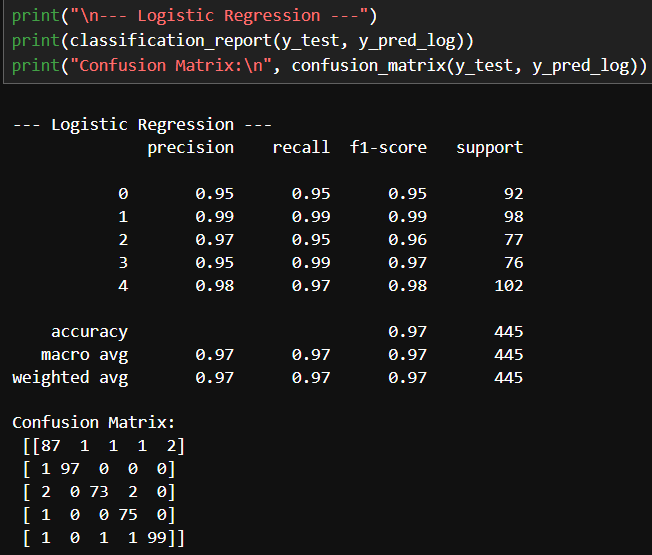 print("\n--- Logistic Regression ---")
print(classification_report(y_test, y_pred_log))
print("Confusion Matrix:\n", confusion_matrix(y_test, y_pred_log))
--- Logistic Regression ---
precision recall f1-score support
0 0.95 0.95 0.95 92
1 0.99 0.99 0.99 98
2 0.97 0.95 0.96 77
3 0.95 0.99 0.97 76
4 0.98 0.97 0.98 102
accuracy 0.97 445
macro avg 0.97 0.97 0.97 445
weighted avg 0.97 0.97 0.97 445
Confusion Matrix:
[[87 1 1 1 2]
[ 1 97 0 0 0]
[ 2 0 73 2 0]
[ 1 0 0 75 0]
[ 1 0 1 1 99]]